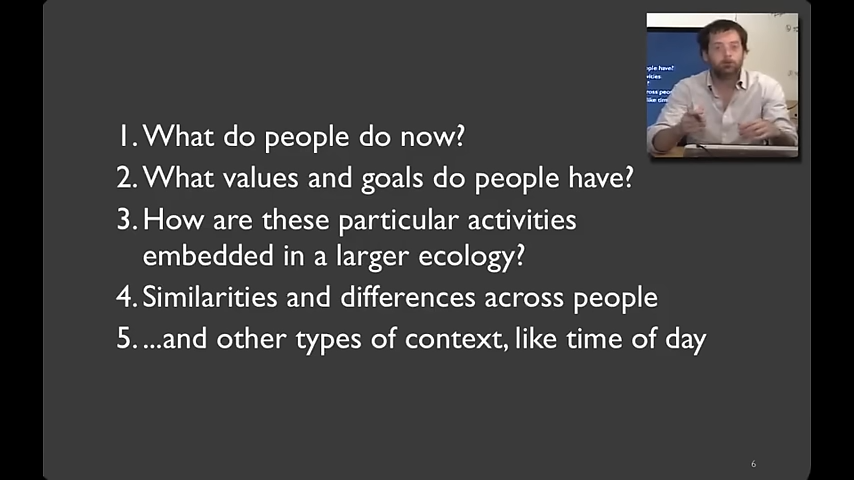 1. What do people do now?
2. What values and goals do people have?
3. How are these particular activities
embedded in a larger ecology?
4. Similarities and differences across people
5. ...and other types of context, like time of day
people have?
6